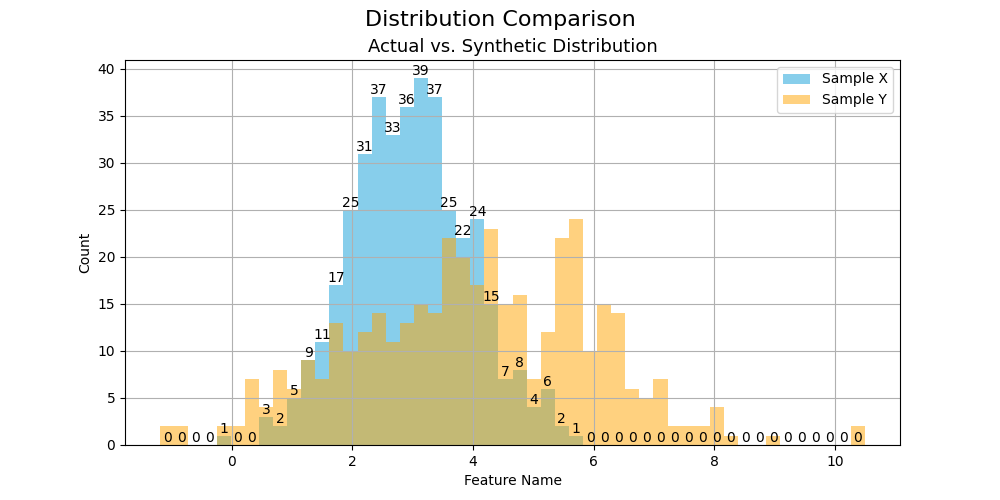 Distribution Comparison
Actual vs. Synthetic Distribution
Sample X
Sample Y
Count
40
35
30
25
20
15
10
5
0
0 0 0 0 1 0 0 3 2 5 9 11 17 25 31 37 33 36 39 37 25 22 24 15 7 8 4 6 2 1 0 0 0 0 0 0 0 0 0 0 0 0 0 0 0 0 0 0 0 0
0 2 4 6 8 10
Feature Name